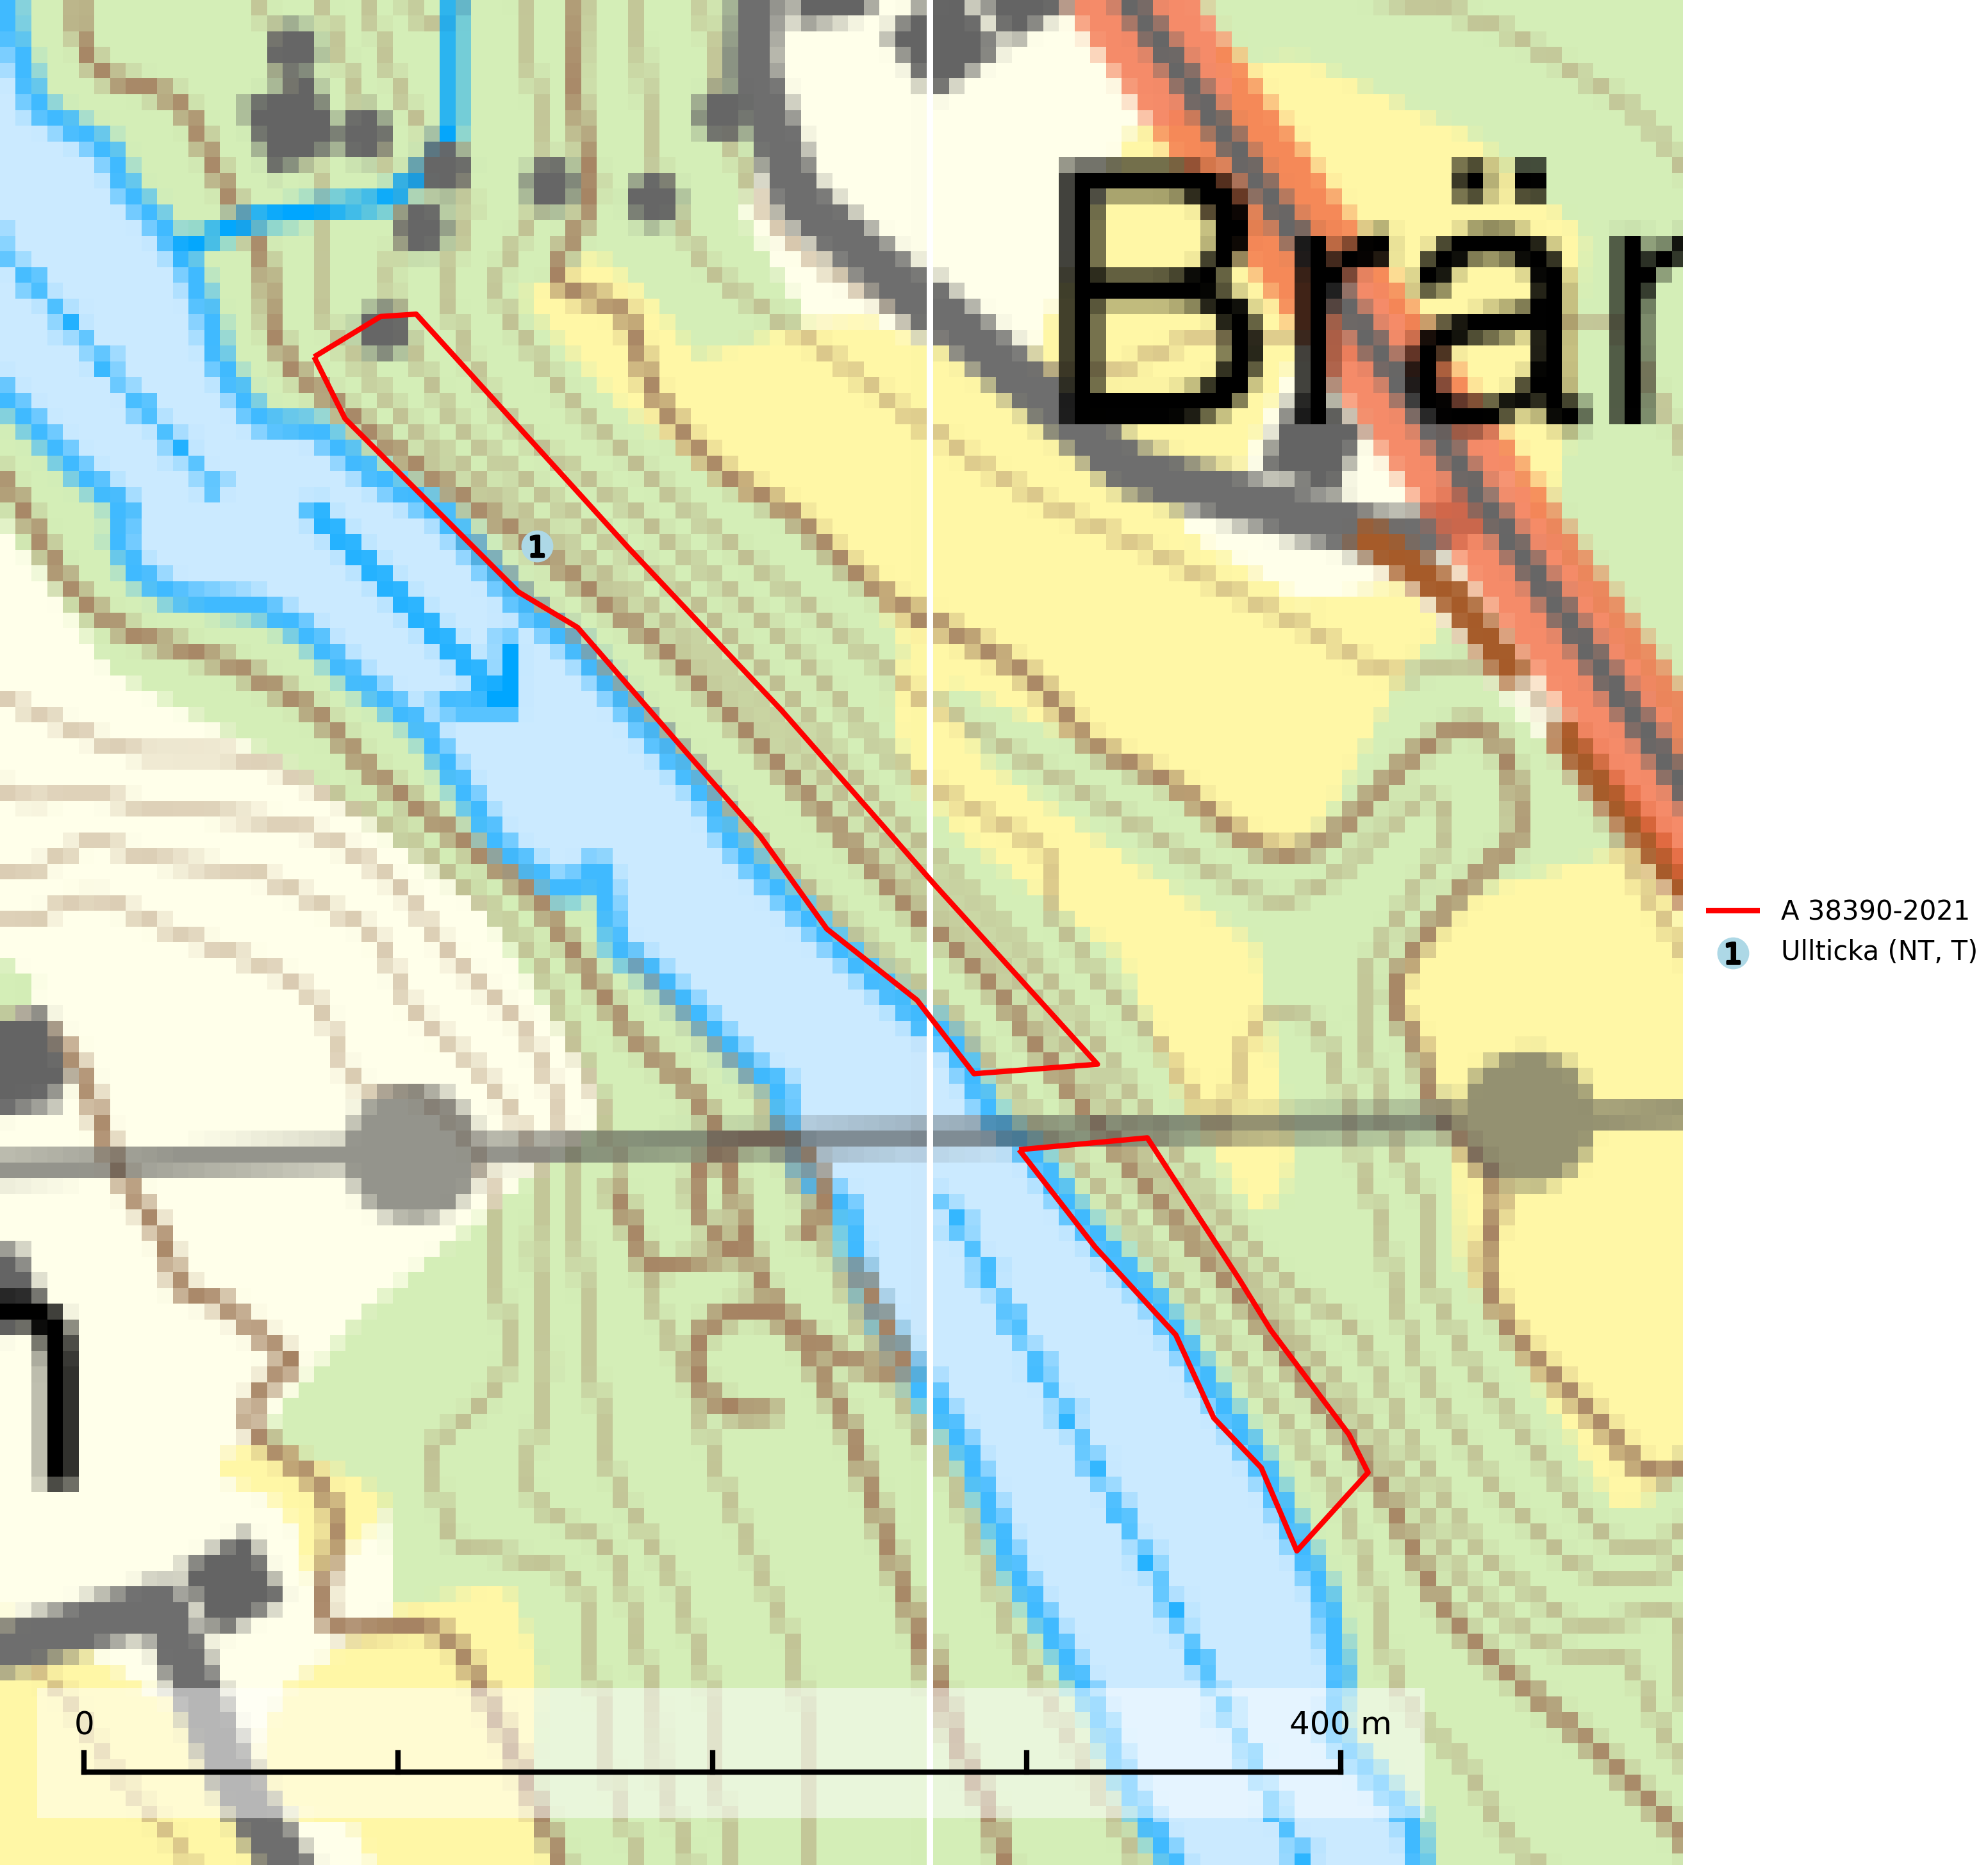 Brär
1
n
A 38390-2021
1 Ullticka (NT, T)
0 400 m